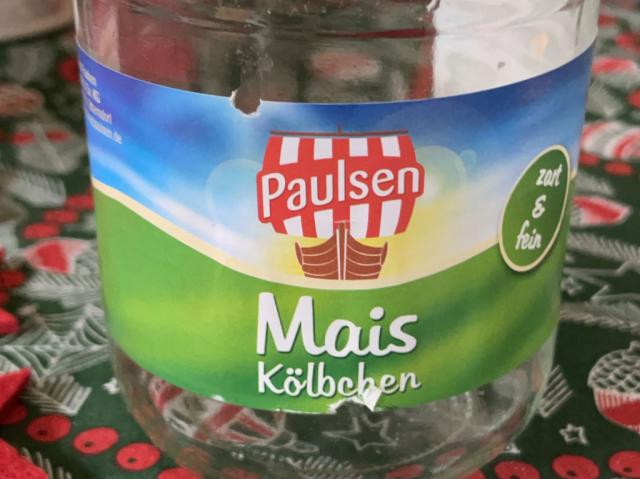 Paulsen
zart
&
fein
Mais
Kölbchen